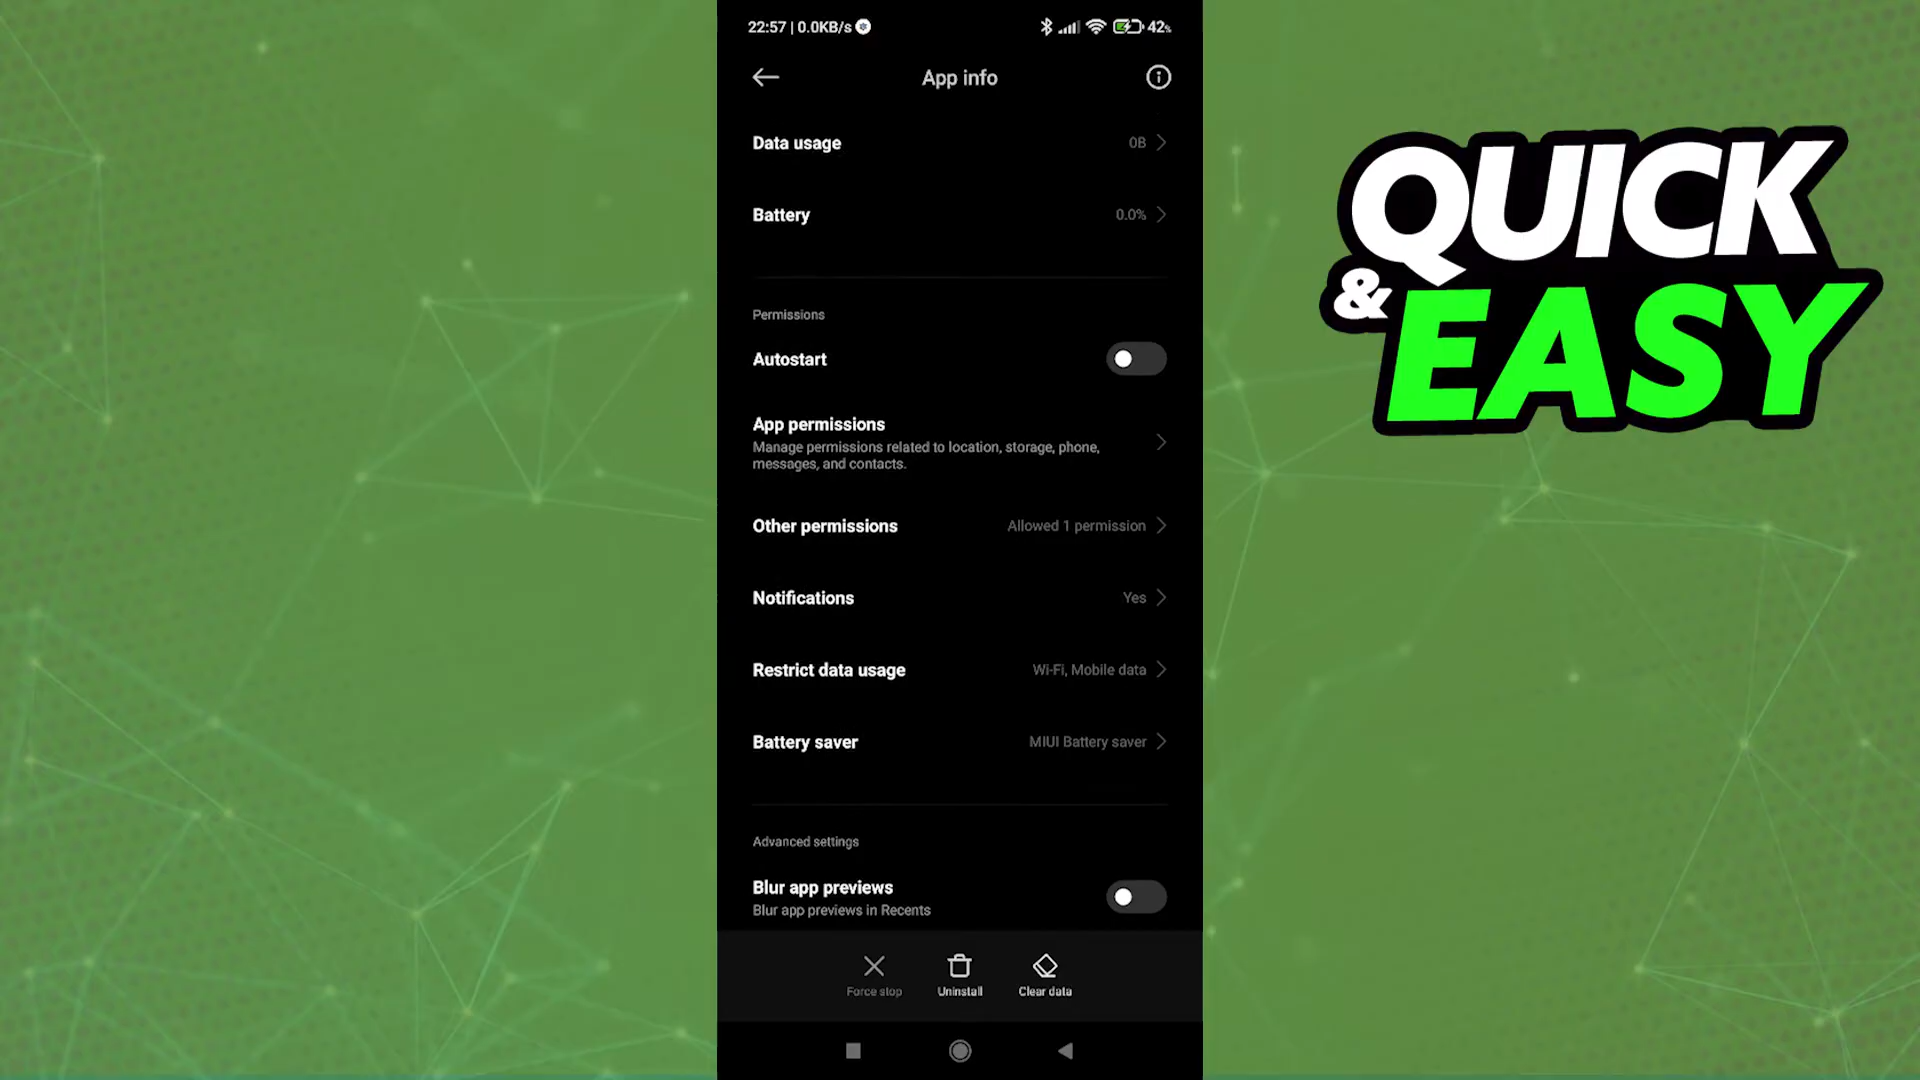 22:57 | 0.0KB/s
42%
App info
Data usage
0B
Battery
0.0%
Permissions
Autostart
App permissions
Manage permissions related to location, storage, phone,
messages, and contacts.
Other permissions
Allowed 1 permission
Notifications
Yes
Restrict data usage
Wi-Fi, Mobile data
Battery saver
MIUI Battery saver
Advanced settings
Blur app previews
Blur app previews in Recents
Force stop
Uninstall
Clear data
QUICK
& EASY